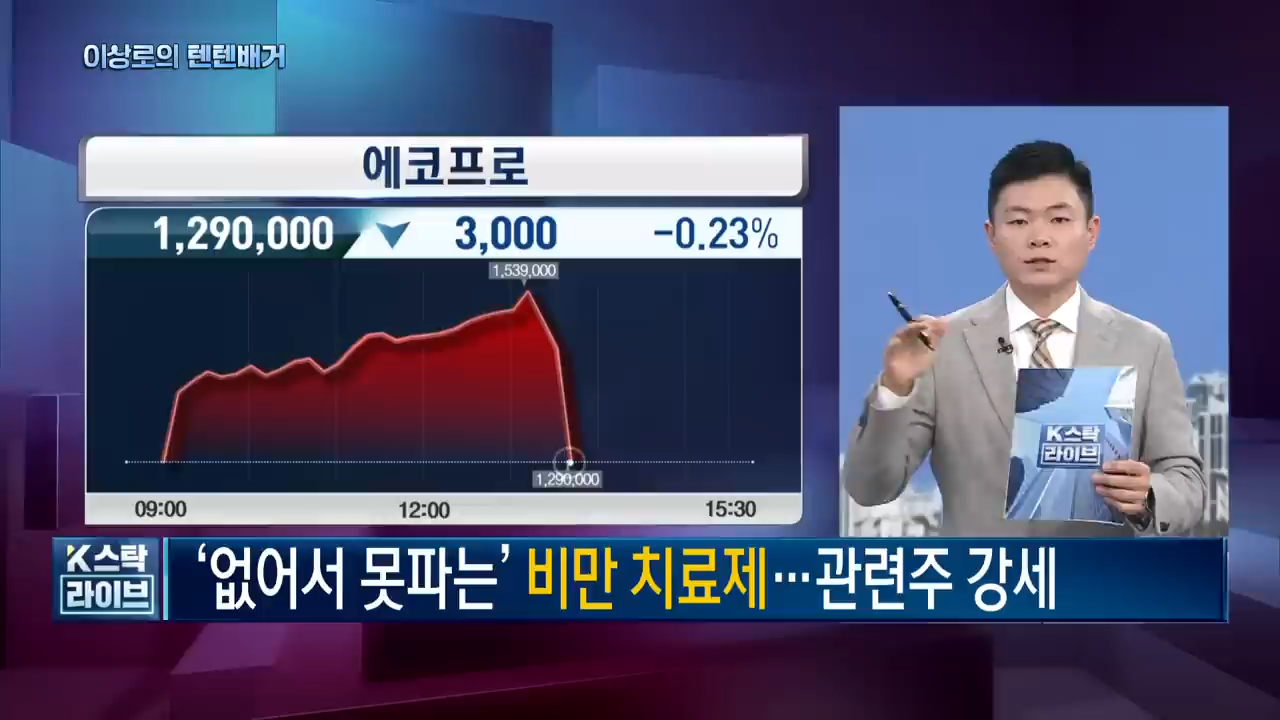 이상로의 텐텐배거
에코프로
1,290,000 ▼ 3,000 -0.23%
1,539,000
1,290,000
09:00 12:00 15:30
K스탁
라이브
K스탁
라이브
‘없어서 못파는’ 비만 치료제…관련주 강세